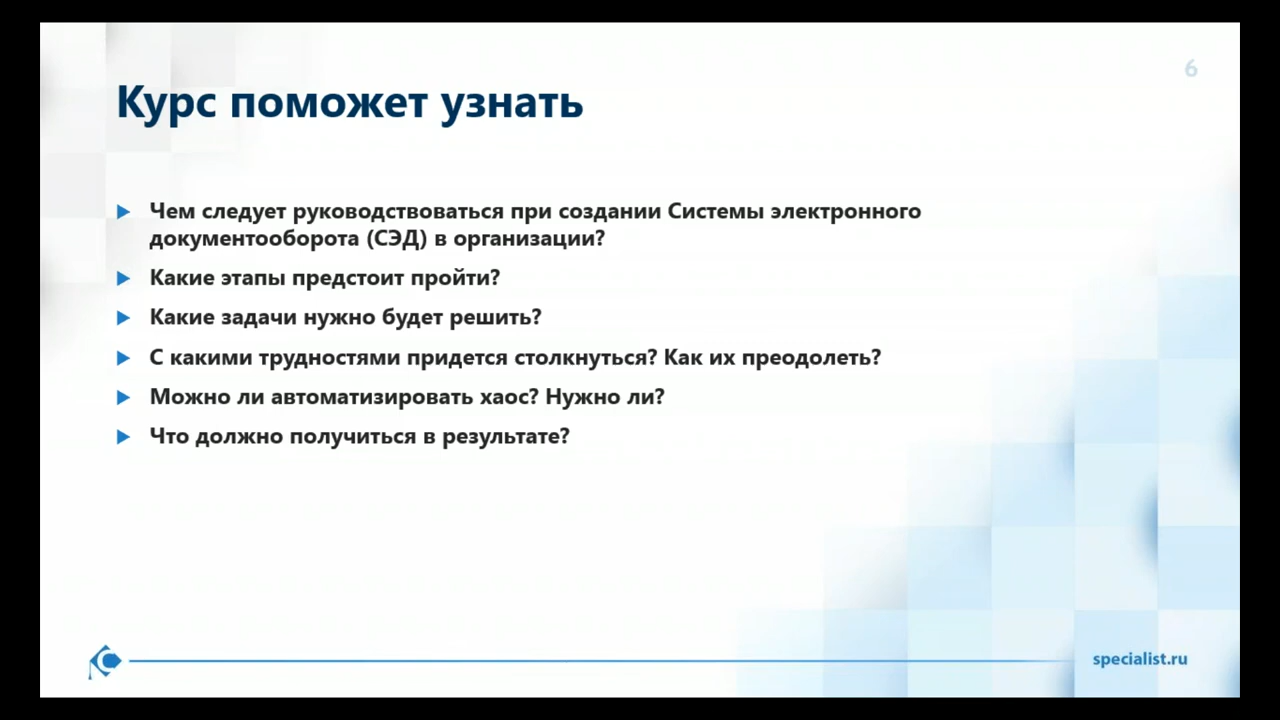 6
Курс поможет узнать
Чем следует руководствоваться при создании Системы электронного
документооборота (СЭД) в организации?
Какие этапы предстоит пройти?
Какие задачи нужно будет решить?
С какими трудностями придется столкнуться? Как их преодолеть?
Можно ли автоматизировать хаос? Нужно ли?
Что должно получиться в результате?
specialist.ru